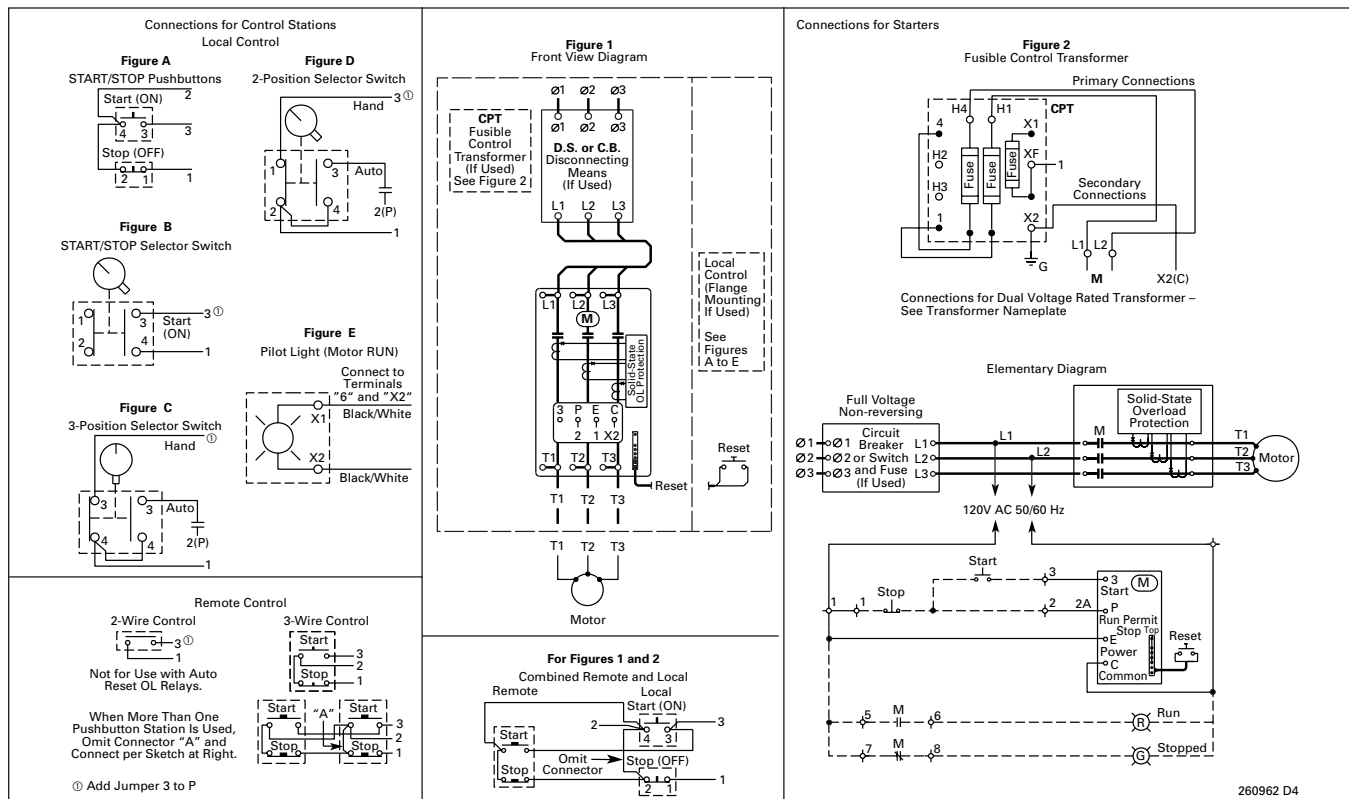 Connections for Control Stations
Local Control
Figure A
START/STOP Pushbuttons
Start (ON)
2
4 3
3
Stop (OFF)
2 1
1
Figure D
2-Position Selector Switch
3 ①
Hand
1
3
Auto
2(P)
2
4
1
Figure B
START/STOP Selector Switch
1
3
3 ①
Start
(ON)
2
4
1
Figure E
Pilot Light (Motor RUN)
Connect to
Terminals
"6" and "X2"
Black/White
X1
X2
Black/White
Figure C
3-Position Selector Switch
①
Hand
3
3
Auto
2(P)
4
4
1
Remote Control
2-Wire Control
3 ①
1
Not for Use with Auto
Reset OL Relays.
3-Wire Control
Start
3
2
Stop
1
When More Than One
Pushbutton Station Is Used,
Omit Connector "A" and
Connect per Sketch at Right.
Start
"A"
Start
3
2
Stop
Stop
1
① Add Jumper 3 to P
Figure 1
Front View Diagram
Ø1 Ø2 Ø3
Ø1 Ø2 Ø3
CPT
Fusible
Control
Transformer
(If Used)
See Figure 2
D.S. or C.B.
Disconnecting
Means
(If Used)
L1 L2 L3
Local
Control
(Flange
Mounting
If Used)
See
Figures
A to E
L1 L2 L3
M
Solid-State
OL Protection
3 P E C
2 1 X2
T1 T2 T3
Reset
Reset
T1 T2 T3
T1 T2 T3
Motor
For Figures 1 and 2
Combined Remote and Local
Remote
Local
Start (ON)
2
3
4 3
Start
Omit
Connector
Stop (OFF)
Stop
2 1
1
Connections for Starters
Figure 2
Fusible Control Transformer
Primary Connections
H4 H1
CPT
4
X1
H2
XF
1
Fuse
Fuse
Fuse
H3
Secondary
Connections
1
X2
G
L1 L2
M
X2(C)
Connections for Dual Voltage Rated Transformer –
See Transformer Nameplate
Elementary Diagram
Full Voltage
Non-reversing
Solid-State
Overload
Protection
Ø1 Ø1 Circuit L1
Ø2 Ø2 Breaker or Switch L2
Ø3 Ø3 and Fuse L3
(If Used)
L1
L2
M
T1
T2
T3
Motor
120V AC 50/60 Hz
Start
3
3
Start
M
Stop
1
1
2
2A
P
Run Permit
Stop
Top
Reset
E
Power
C
Common
5
M
6
R
Run
7
M
8
G
Stopped
260962 D4